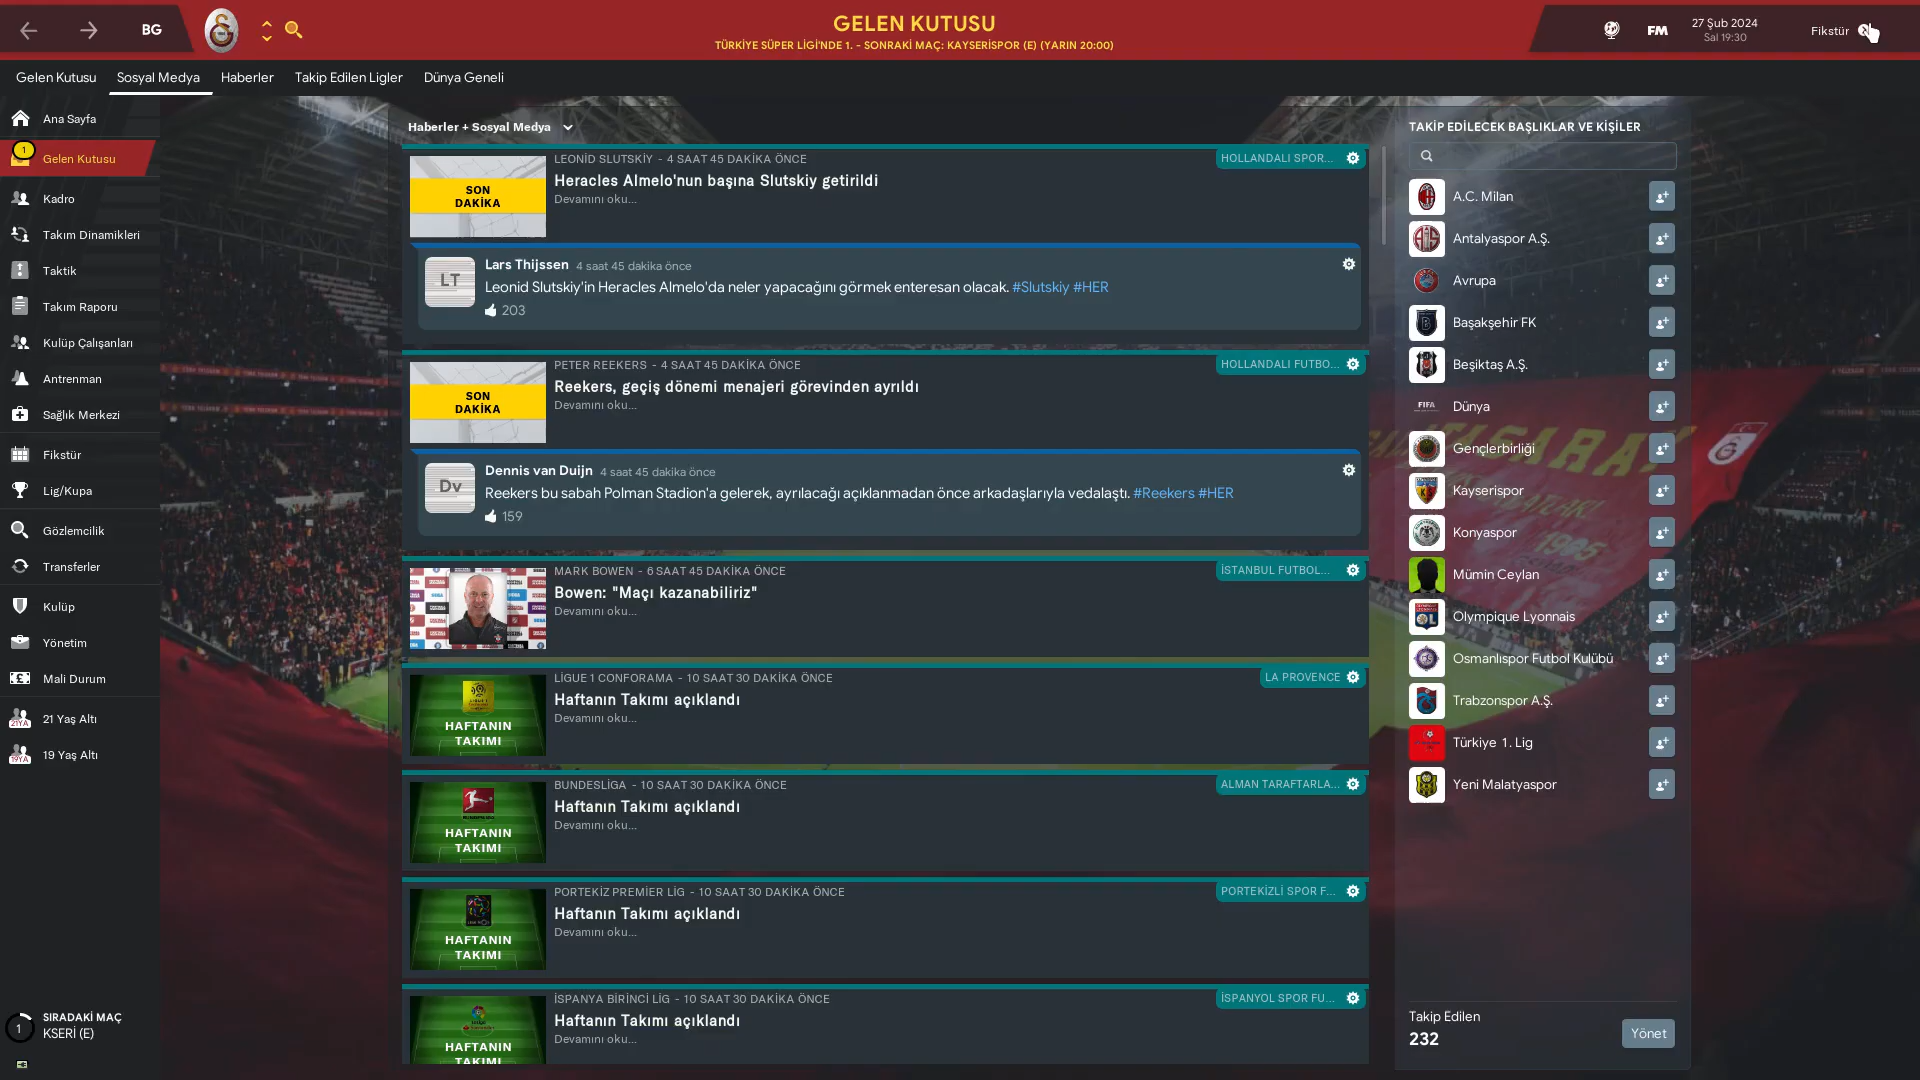 BG
GELEN KUTUSU
TÜRKİYE SÜPER LİGİ'NDE 1. - SONRAKİ MAÇ: KAYSERİSPOR (E) (YARIN 20:00)
FM
27 Şub 2024
Sal 19:30
Fikstür
Gelen Kutusu
Sosyal Medya
Haberler
Takip Edilen Ligler
Dünya Geneli
Ana Sayfa
1
Gelen Kutusu
Kadro
Takım Dinamikleri
Taktik
Takım Raporu
Kulüp Çalışanları
Antrenman
Sağlık Merkezi
Fikstür
Lig/Kupa
Gözlemcilik
Transferler
Kulüp
Yönetim
Mali Durum
21YA
21 Yaş Altı
19YA
19 Yaş Altı
1
SIRADAKİ MAÇ
KSERİ (E)
Haberler + Sosyal Medya
SON
DAKİKA
LEONİD SLUTSKİY - 4 SAAT 45 DAKİKA ÖNCE
HOLLANDALI SPOR...
Heracles Almelo'nun başına Slutskiy getirildi
Devamını oku...
LT
Lars Thijssen 4 saat 45 dakika önce
Leonid Slutskiy'in Heracles Almelo'da neler yapacağını görmek enteresan olacak. #Slutskiy #HER
203
SON
DAKİKA
PETER REEKERS - 4 SAAT 45 DAKİKA ÖNCE
HOLLANDALI FUTBO...
Reekers, geçiş dönemi menajeri görevinden ayrıldı
Devamını oku...
Dv
Dennis van Duijn 4 saat 45 dakika önce
Reekers bu sabah Polman Stadion'a gelerek, ayrılacağı açıklanmadan önce arkadaşlarıyla vedalaştı. #Reekers #HER
159
MARK BOWEN - 6 SAAT 45 DAKİKA ÖNCE
İSTANBUL FUTBOL...
Bowen: "Maçı kazanabiliriz"
Devamını oku...
HAFTANIN
TAKIMI
LİGUE 1 CONFORAMA - 10 SAAT 30 DAKİKA ÖNCE
LA PROVENCE
Haftanın Takımı açıklandı
Devamını oku...
HAFTANIN
TAKIMI
BUNDESLİGA - 10 SAAT 30 DAKİKA ÖNCE
ALMAN TARAFTARLA...
Haftanın Takımı açıklandı
Devamını oku...
HAFTANIN
TAKIMI
PORTEKİZ PREMİER LİG - 10 SAAT 30 DAKİKA ÖNCE
PORTEKİZLİ SPOR F...
Haftanın Takımı açıklandı
Devamını oku...
HAFTANIN
TAKIMI
İSPANYA BİRİNCİ LİG - 10 SAAT 30 DAKİKA ÖNCE
İSPANYOL SPOR FU...
Haftanın Takımı açıklandı
Devamını oku...
TAKİP EDİLECEK BAŞLIKLAR VE KİŞİLER
A.C. Milan
Antalyaspor A.Ş.
Avrupa
Başakşehir FK
Beşiktaş A.Ş.
FIFA
Dünya
Gençlerbirliği
Kayserispor
Konyaspor
Mümin Ceylan
Olympique Lyonnais
Osmanlıspor Futbol Kulübü
Trabzonspor A.Ş.
Türkiye 1. Lig
Yeni Malatyaspor
Takip Edilen
232
Yönet